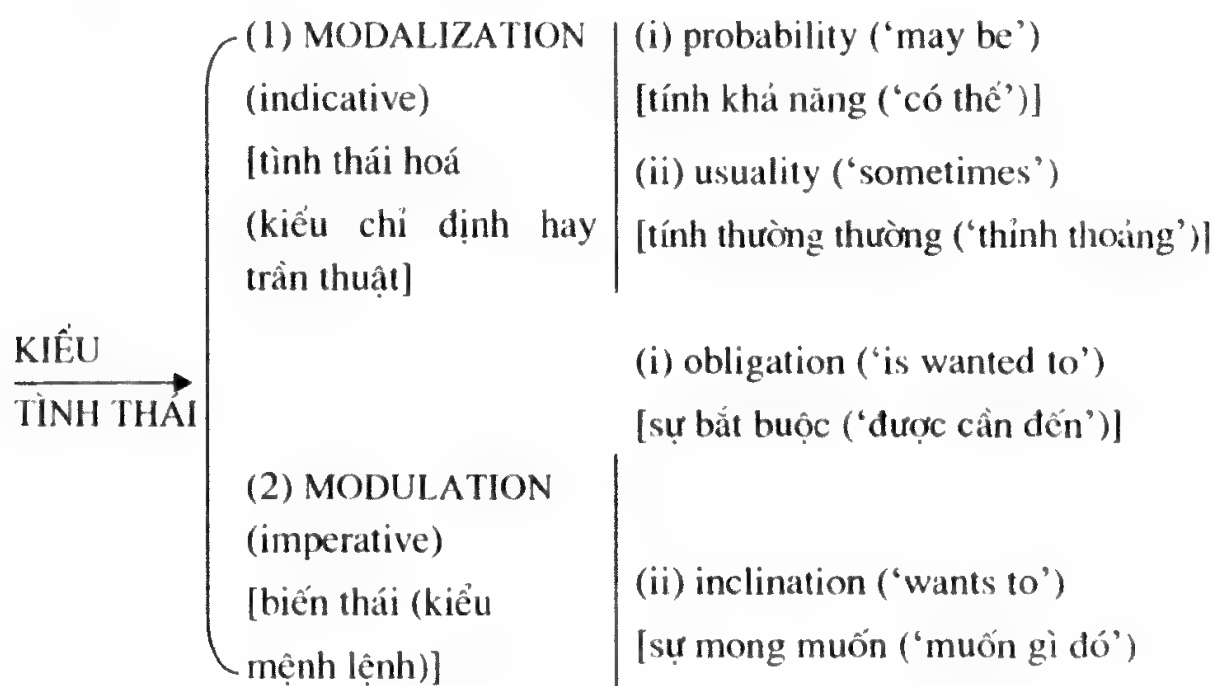 KIỂU
TÌNH THÁI
(1) MODALIZATION
(indicative)
[tình thái hoá
(kiểu chỉ định hay
trần thuật]
(i) probability (‘may be’)
[tính khả năng (‘có thể’)]
(ii) usuality (‘sometimes’)
[tính thường thường (‘thỉnh thoảng’)]
(2) MODULATION
(imperative)
[biến thái (kiểu
mệnh lệnh)]
(i) obligation (‘is wanted to’)
[sự bắt buộc (‘được cần đến’)]
(ii) inclination (‘wants to’)
[sự mong muốn (‘muốn gì đó’)